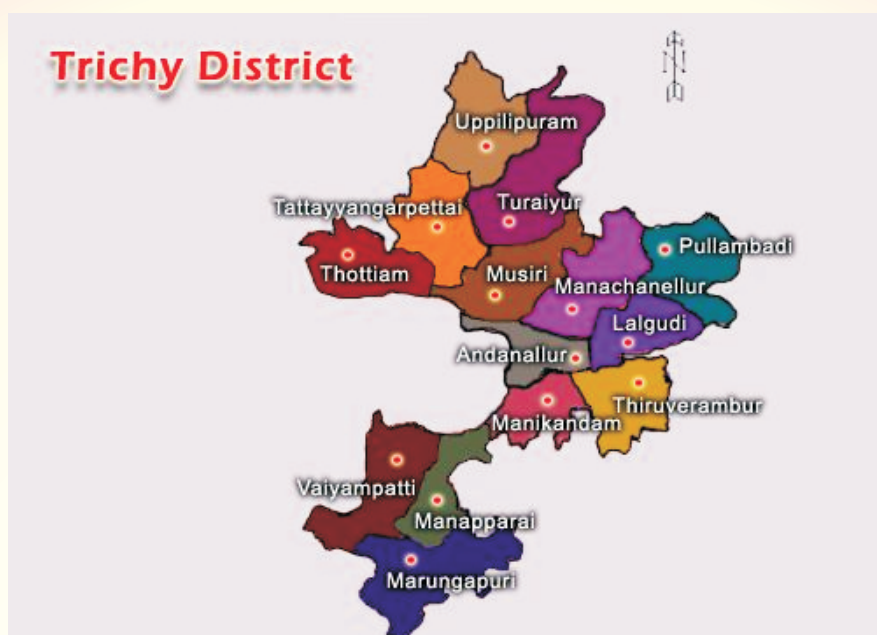 Trichy District
Uppilipuram
Turaiyur
Tattayyangarpettai
Pullambadi
Thottiam
Musiri
Manachanellur
Lalgudi
Andanallur
Thiruverambur
Manikandam
Vaiyampatti
Manapparai
Marungapuri